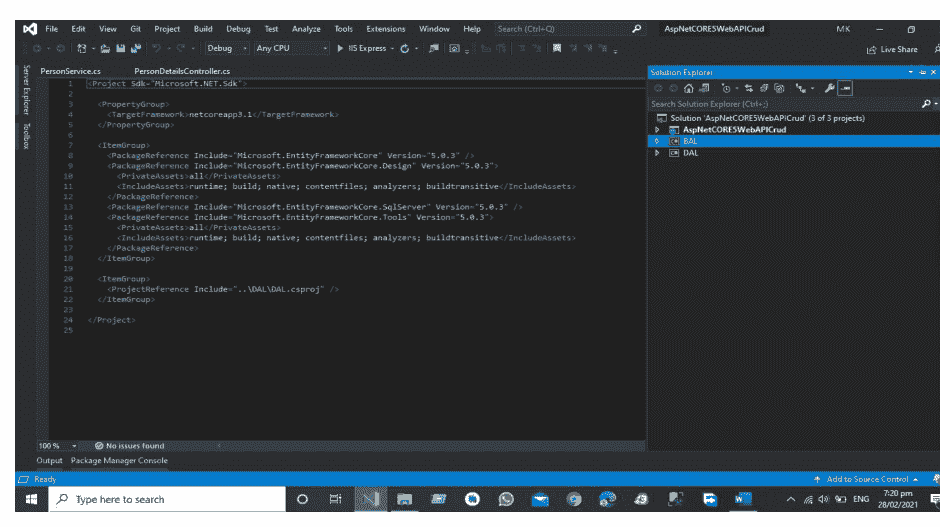 File Edit View Git Project Build Debug Test Analyze Tools Extensions Window Help Search (Ctrl+Q) AspNetCORE5WebAPICrud MK
Debug Any CPU IIS Express Live Share
Server Explorer
Toolbox
PersonService.cs PersonDetailsController.cs
1 <Project Sdk="Microsoft.NET.Sdk">
2
3 <PropertyGroup>
4 <TargetFramework>netcoreapp3.1</TargetFramework>
5 </PropertyGroup>
6
7 <ItemGroup>
8 <PackageReference Include="Microsoft.EntityFrameworkCore" Version="5.0.3" />
9 <PackageReference Include="Microsoft.EntityFrameworkCore.Design" Version="5.0.3">
10 <PrivateAssets>all</PrivateAssets>
11 <IncludeAssets>runtime; build; native; contentfiles; analyzers; buildtransitive</IncludeAssets>
12 </PackageReference>
13 <PackageReference Include="Microsoft.EntityFrameworkCore.SqlServer" Version="5.0.3" />
14 <PackageReference Include="Microsoft.EntityFrameworkCore.Tools" Version="5.0.3">
15 <PrivateAssets>all</PrivateAssets>
16 <IncludeAssets>runtime; build; native; contentfiles; analyzers; buildtransitive</IncludeAssets>
17 </PackageReference>
18 </ItemGroup>
19
20 <ItemGroup>
21 <ProjectReference Include="..\DAL\DAL.csproj" />
22 </ItemGroup>
23
24 </Project>
25
Solution Explorer
Search Solution Explorer (Ctrl+;)
Solution 'AspNetCORE5WebAPICrud' (3 of 3 projects)
AspNetCORE5WebAPICrud
BAL
DAL
100 % No issues found
Output Package Manager Console
Ready Add to Source Control
Type here to search ENG 7:20 pm
28/02/2021